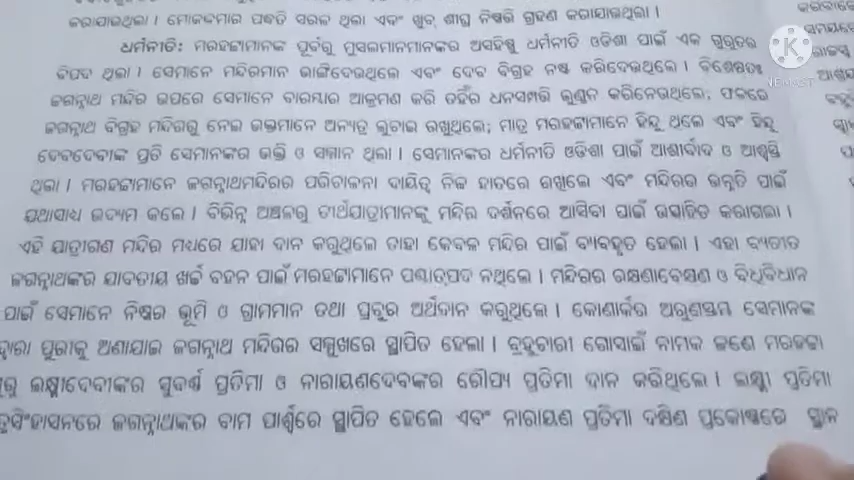 କରାଯାଉଥିଲା । ମୋକଦ୍ଦମାର ପଦ୍ଧତି ସରଳ ଥିଲା ଏବଂ ଖୁବ୍ ଶୀଘ୍ର ନିଷ୍ପତ୍ତି ଗ୍ରହଣ କରାଯାଉଥିଲା ।
ଧର୍ମନୀତି: ମରହଟ୍ଟାମାନଙ୍କ ପୂର୍ବରୁ ମୁସଲମାନମାନଙ୍କର ଅସହିଷ୍ଣୁ ଧର୍ମନୀତି ଓଡିଶା ପାଇଁ ଏକ ଗୁରୁତର
ବିପଦ ଥିଲା । ସେମାନେ ମନ୍ଦିରମାନ ଭାଙ୍ଗିଦେଉଥିଲେ ଏବଂ ଦେବ ବିଗ୍ରହ ନଷ୍ଟ କରିଦେଉଥିଲେ । ବିଶେଷତଃ
ଜଗନ୍ନାଥ ମନ୍ଦିର ଉପରେ ସେମାନେ ବାରମ୍ବାର ଆକ୍ରମଣ କରି ତହିଁର ଧନସମ୍ପତ୍ତି ଲୁଣ୍ଠନ କରିନେଉଥିଲେ; ଫଳରେ
ଜଗନ୍ନାଥ ବିଗ୍ରହ ମନ୍ଦିରରୁ ନେଇ ଭକ୍ତମାନେ ଅନ୍ୟତ୍ର ଲୁଚାଇ ରଖୁଥିଲେ; ମାତ୍ର ମରହଟ୍ଟାମାନେ ହିନ୍ଦୁ ଥିଲେ ଏବଂ ହିନ୍ଦୁ
ଦେବଦେବୀଙ୍କ ପ୍ରତି ସେମାନଙ୍କର ଭକ୍ତି ଓ ସମ୍ମାନ ଥିଲା । ସେମାନଙ୍କର ଧର୍ମନୀତି ଓଡିଶା ପାଇଁ ଆଶୀର୍ବାଦ ଓ ଆଶ୍ୱସ୍ତି
ଥିଲା । ମରହଟ୍ଟାମାନେ ଜଗନ୍ନାଥମନ୍ଦିରର ପରିଚାଳନା ଦାୟିତ୍ୱ ନିଜ ହାତରେ ରଖିଲେ ଏବଂ ମନ୍ଦିରର ଉନ୍ନତି ପାଇଁ
ଯଥାସାଧ୍ୟ ଉଦ୍ୟମ କଲେ । ବିଭିନ୍ନ ଅଞ୍ଚଳରୁ ତୀର୍ଥଯାତ୍ରୀମାନଙ୍କୁ ମନ୍ଦିର ଦର୍ଶନରେ ଆସିବା ପାଇଁ ଉତ୍ସାହିତ କରାଗଲା ।
ଏହି ଯାତ୍ରୀଗଣ ମନ୍ଦିର ମଧ୍ୟରେ ଯାହା ଦାନ କରୁଥିଲେ ତାହା କେବଳ ମନ୍ଦିର ପାଇଁ ବ୍ୟବହୃତ ହେଲା । ଏହା ବ୍ୟତୀତ
ଜଗନ୍ନାଥଙ୍କର ଯାବତୀୟ ଖର୍ଚ୍ଚ ବହନ ପାଇଁ ମରହଟ୍ଟାମାନେ ପଶ୍ଚାତ୍‌ପଦ ନଥିଲେ । ମନ୍ଦିରର ରକ୍ଷଣାବେକ୍ଷଣ ଓ ବିଧିବିଧାନ
ପାଇଁ ସେମାନେ ନିଷ୍କର ଭୂମି ଓ ଗ୍ରାମମାନ ତଥା ପ୍ରଚୁର ଅର୍ଥଦାନ କରୁଥିଲେ । କୋଣାର୍କର ଅରୁଣସ୍ତମ୍ଭ ସେମାନଙ୍କ
ଦ୍ୱାରା ପୁରୀକୁ ଅଣାଯାଇ ଜଗନ୍ନାଥ ମନ୍ଦିରର ସମ୍ମୁଖରେ ସ୍ଥାପିତ ହେଲା । ବ୍ରହ୍ମଚାରୀ ଗୋସାଇଁ ନାମକ ଜଣେ ମରହଟ୍ଟା
ଲକ୍ଷ୍ମୀଦେବୀଙ୍କର ସୁବର୍ଣ୍ଣ ପ୍ରତିମା ଓ ନାରାୟଣଦେବଙ୍କର ରୌପ୍ୟ ପ୍ରତିମା ଦାନ କରିଥିଲେ । ଲକ୍ଷ୍ମୀ ପ୍ରତିମା
ଜଗନ୍ନାଥଙ୍କର ବାମ ପାର୍ଶ୍ୱରେ ସ୍ଥାପିତ ହେଲେ ଏବଂ ନାରାୟଣ ପ୍ରତିମା ଦକ୍ଷିଣ ପ୍ରକୋଷ୍ଠରେ ସ୍ଥାନ
K
VEMOST